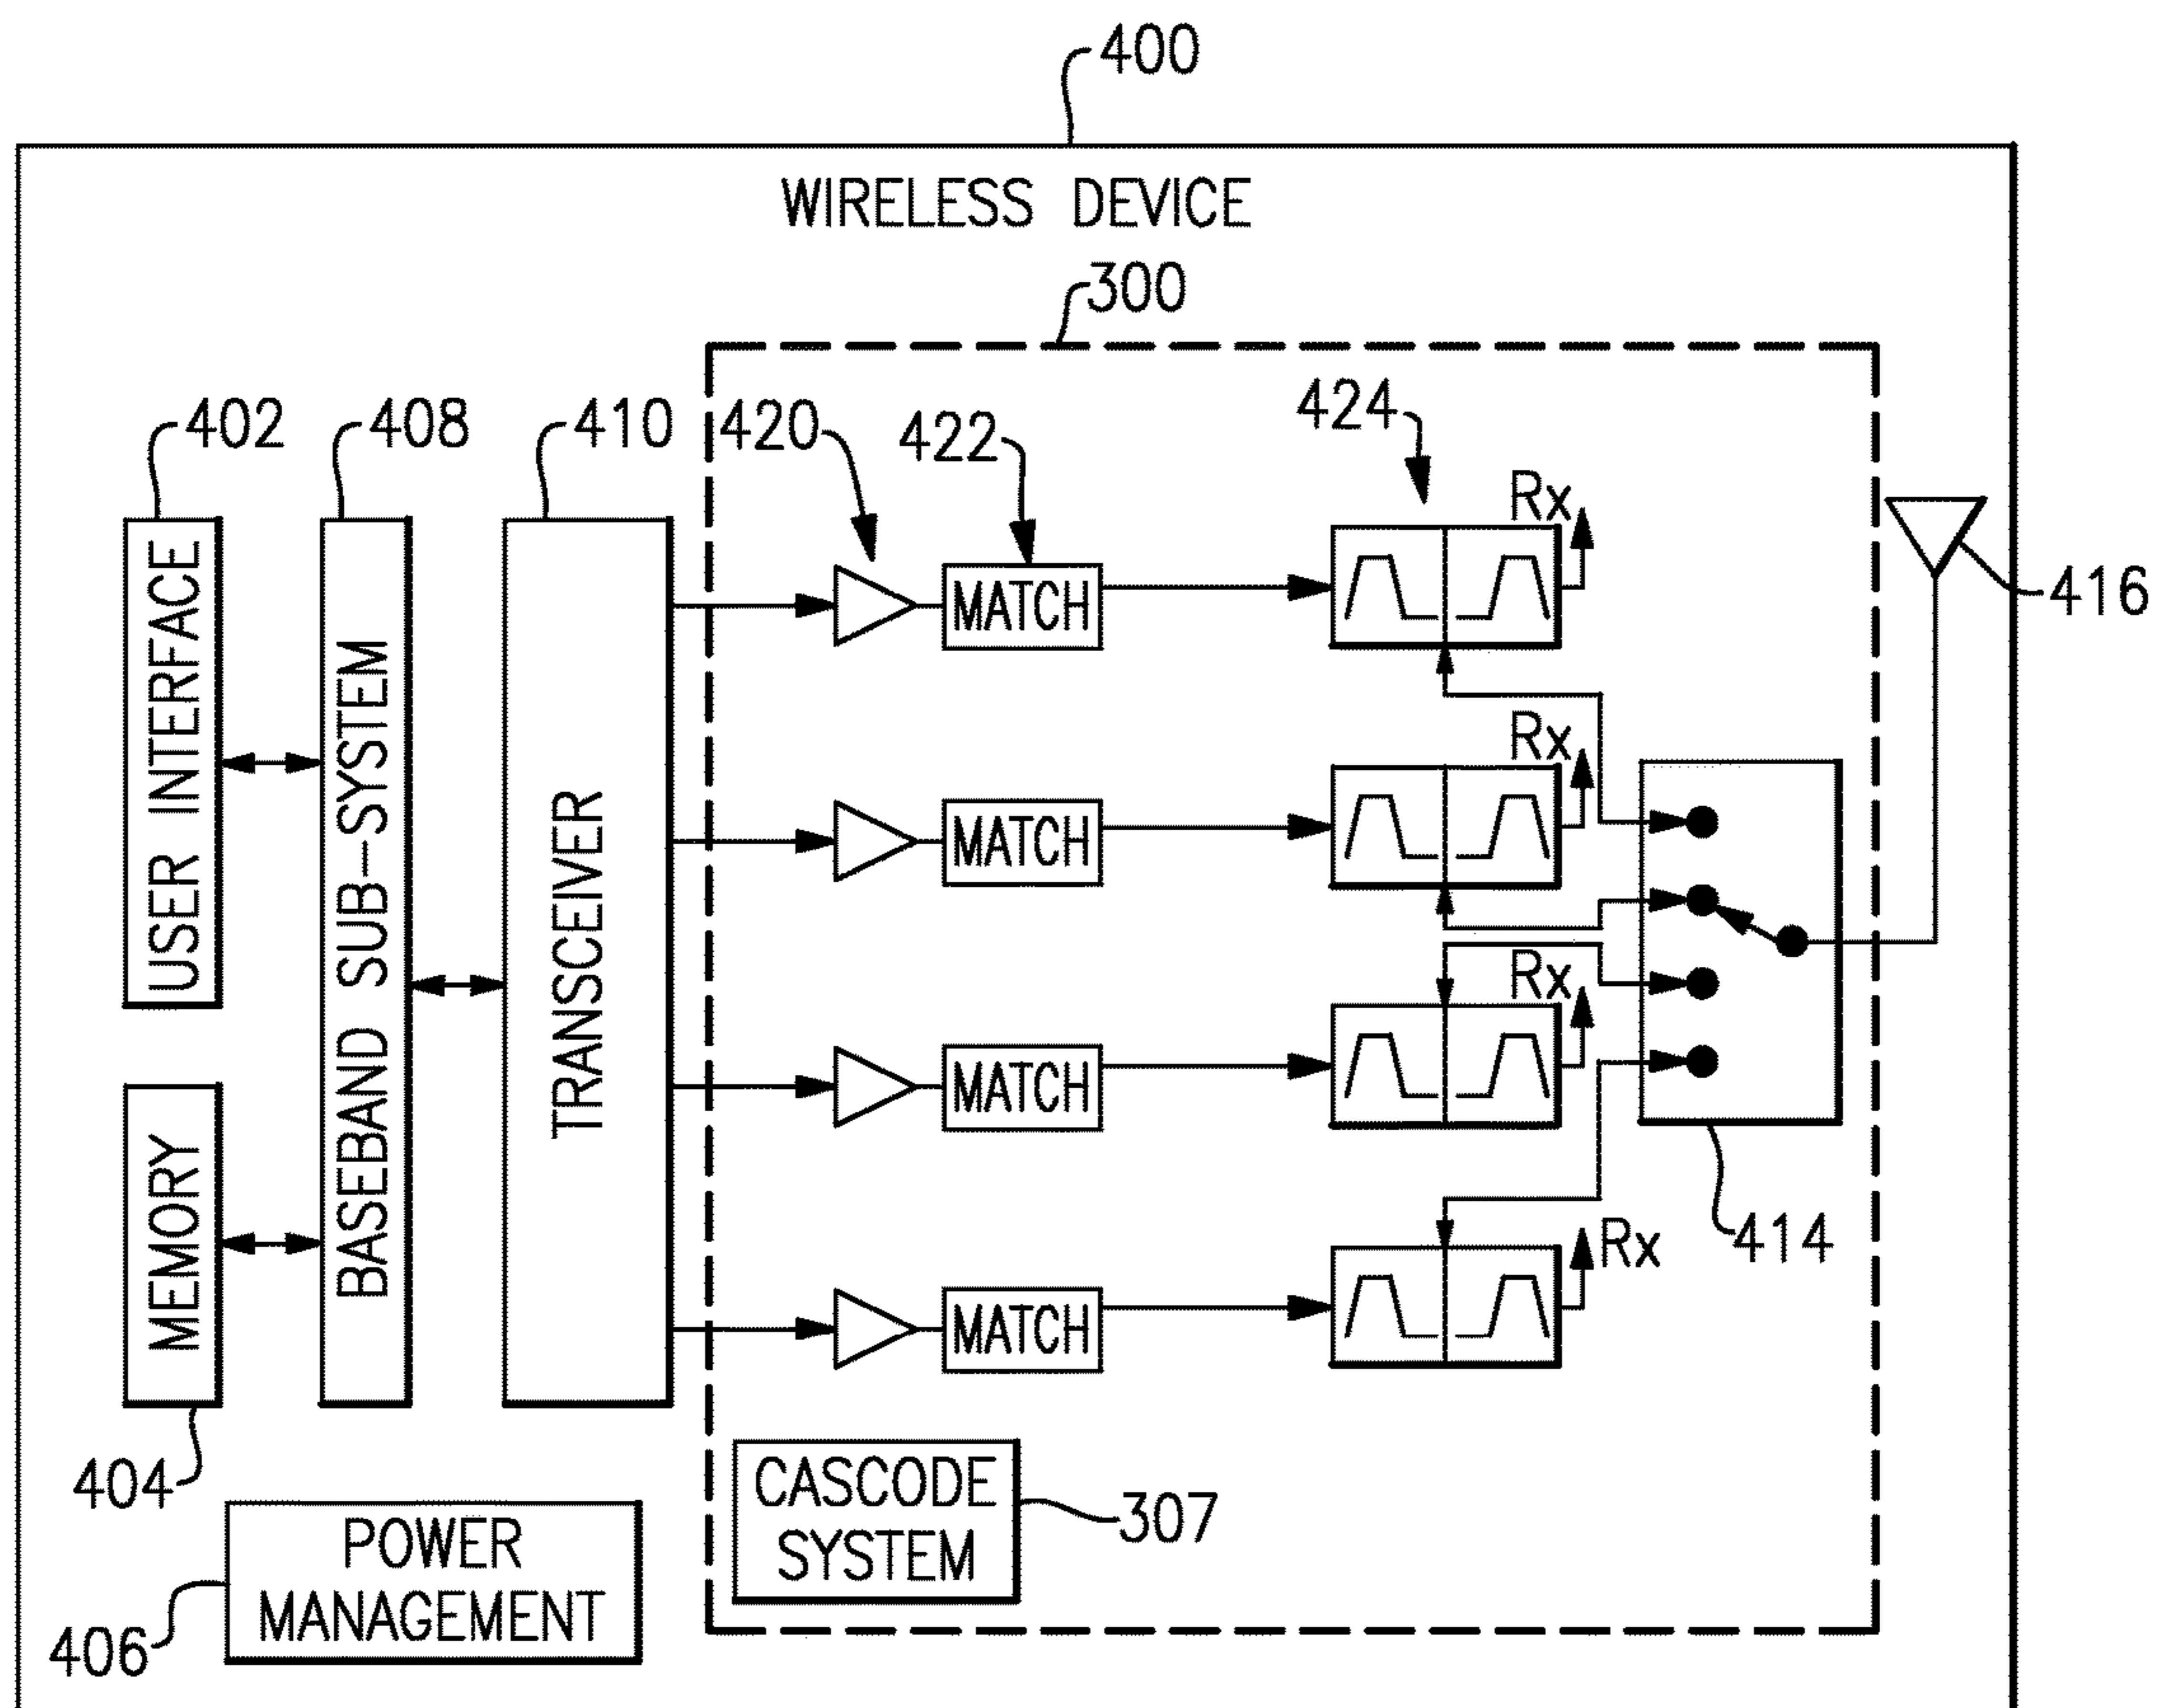 400
WIRELESS DEVICE
300
402
408
410
420
422
424
Rx
USER INTERFACE
BASEBAND SUB-SYSTEM
TRANSCEIVER
MATCH
416
Rx
MATCH
Rx
MATCH
MEMORY
414
Rx
MATCH
404
CASCODE
SYSTEM
307
POWER
MANAGEMENT
406